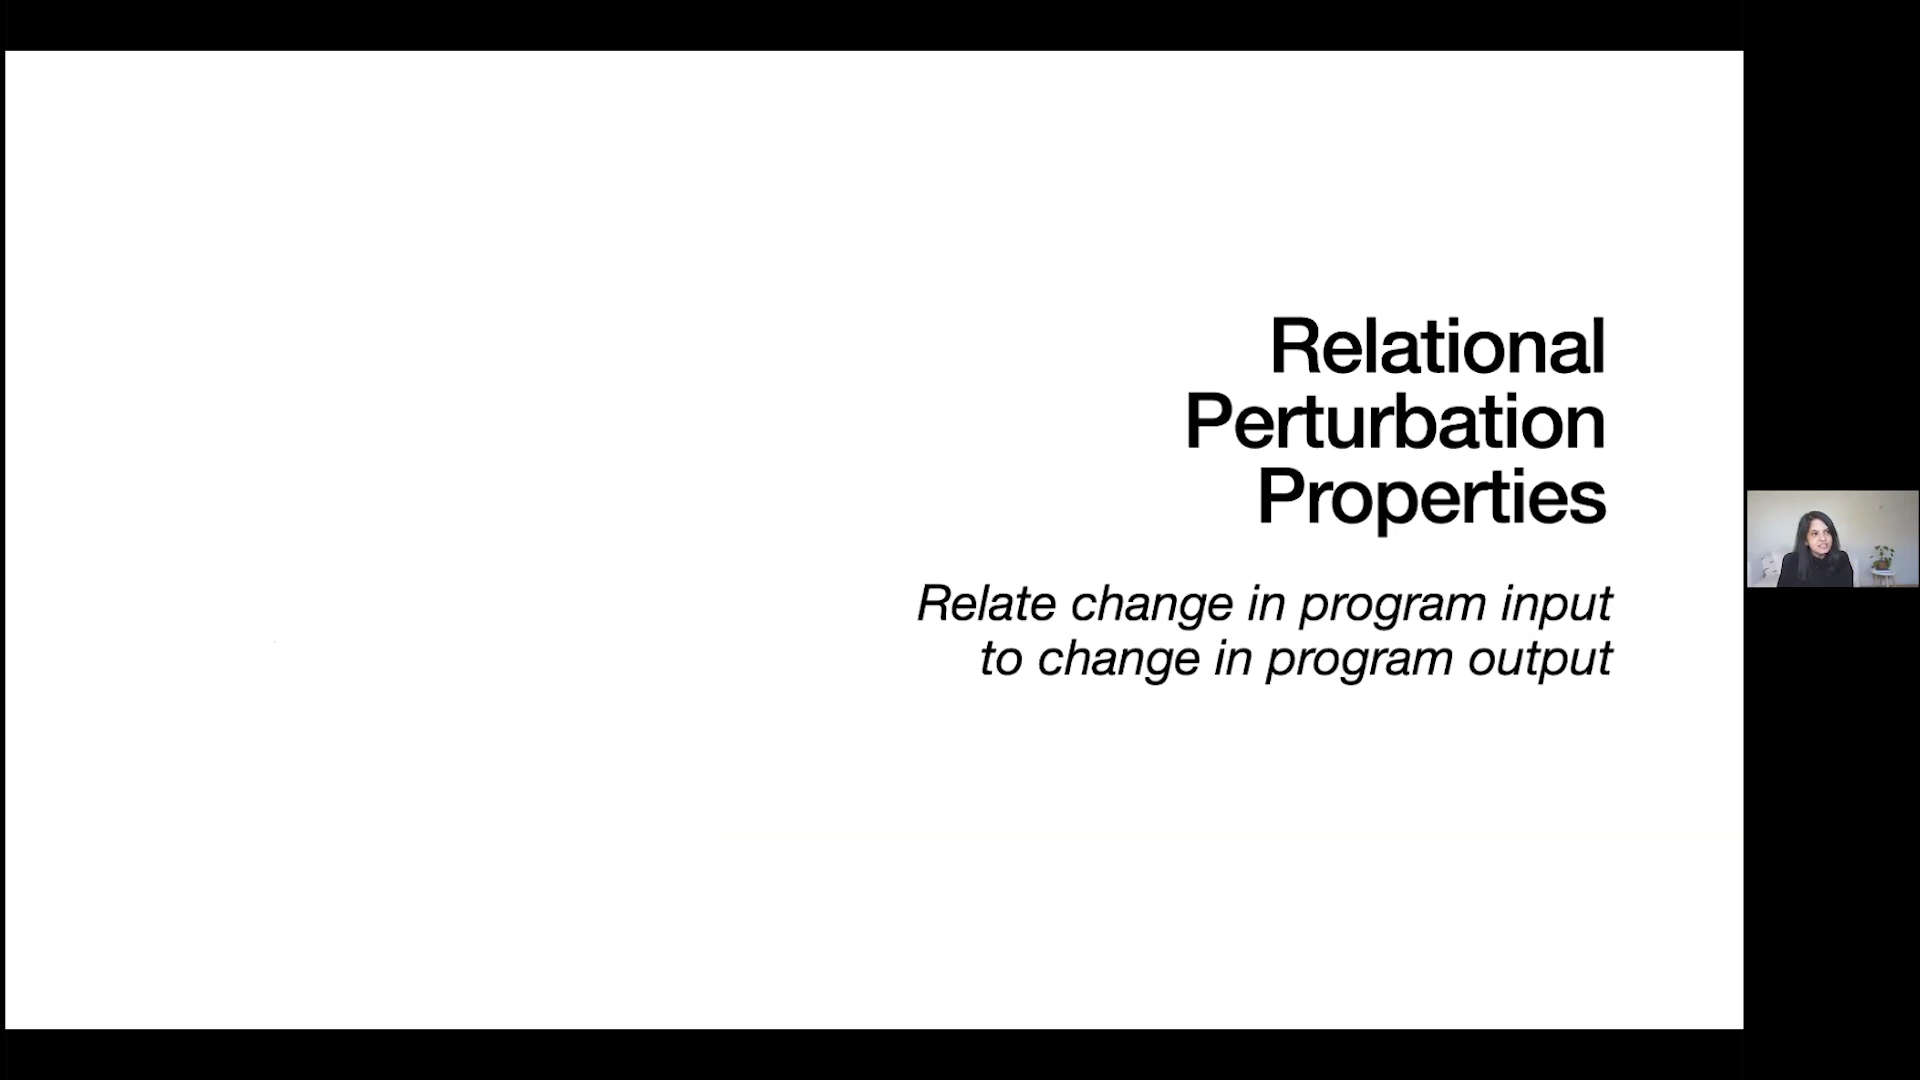 Relational
Perturbation
Properties
Relate change in program input
to change in program output